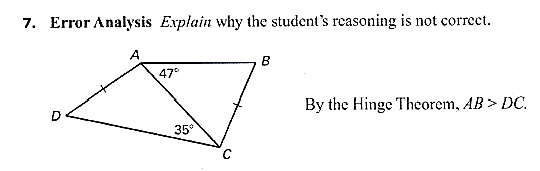 7. Error Analysis Explain why the student's reasoning is not correct.
A
B
47°
By the Hinge Theorem, AB > DC.
D
35°
C